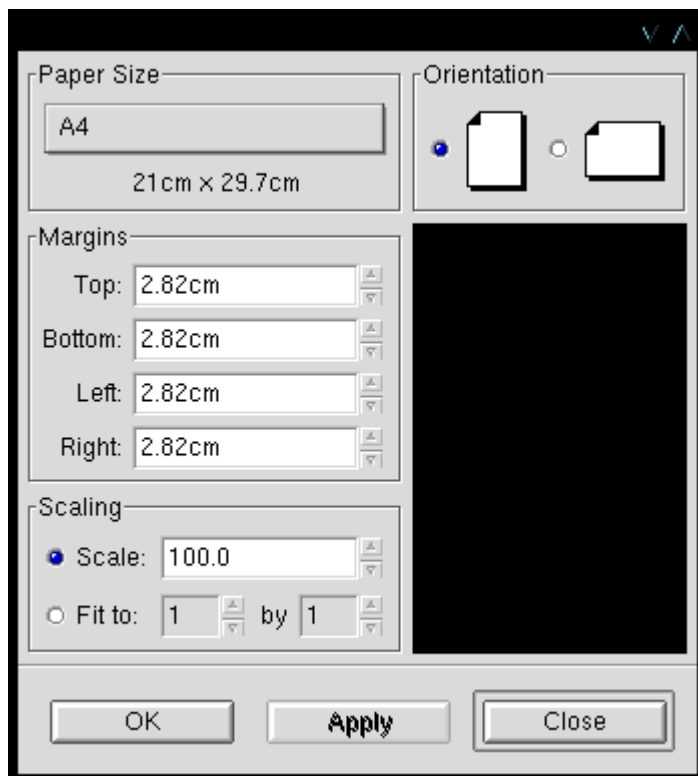 Paper Size
A4
21cm x 29.7cm
Orientation
Margins
Top: 2.82cm
Bottom: 2.82cm
Left: 2.82cm
Right: 2.82cm
Scaling
Scale: 100.0
Fit to: 1 by 1
OK Apply Close